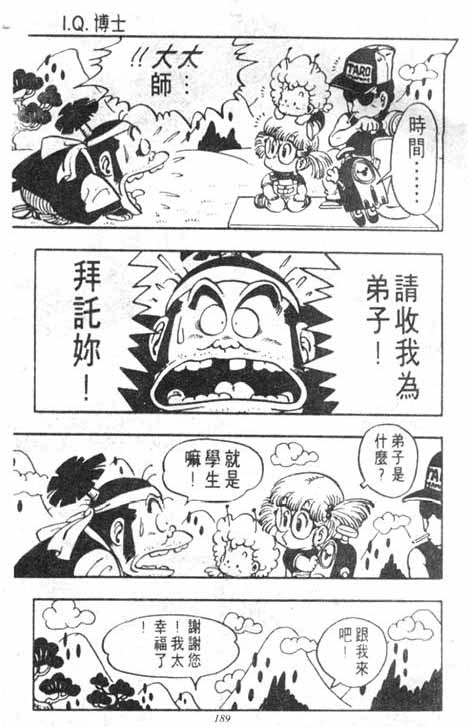 I.Q.博士
TARO
時間……
太…
大師
!!
請收我為
弟子!
拜託妳!
弟子是
什麼?
就是
學生
嘛!
跟我來
吧!
謝謝您
!我太
幸福了
!
189